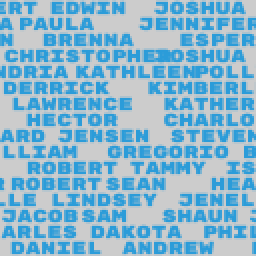 ERT EDWIN JOSHUA
A PAULA JENNIFER
N BRENNA ESPER
CHRISTOPHER JOSHUA
NDRIA KATHLEEN POLL
DERRICK KIMBERL
LAWRENCE KATHER
HECTOR CHARLO
ARD JENSEN STEVEN
LLIAM GREGORIO B
ROBERT TAMMY IS
R ROBERT SEAN HEA
LLE LINDSEY JENEL
JACOB SAM SHAUN J
ARLES DAKOTA PHIL
DANIEL ANDREW